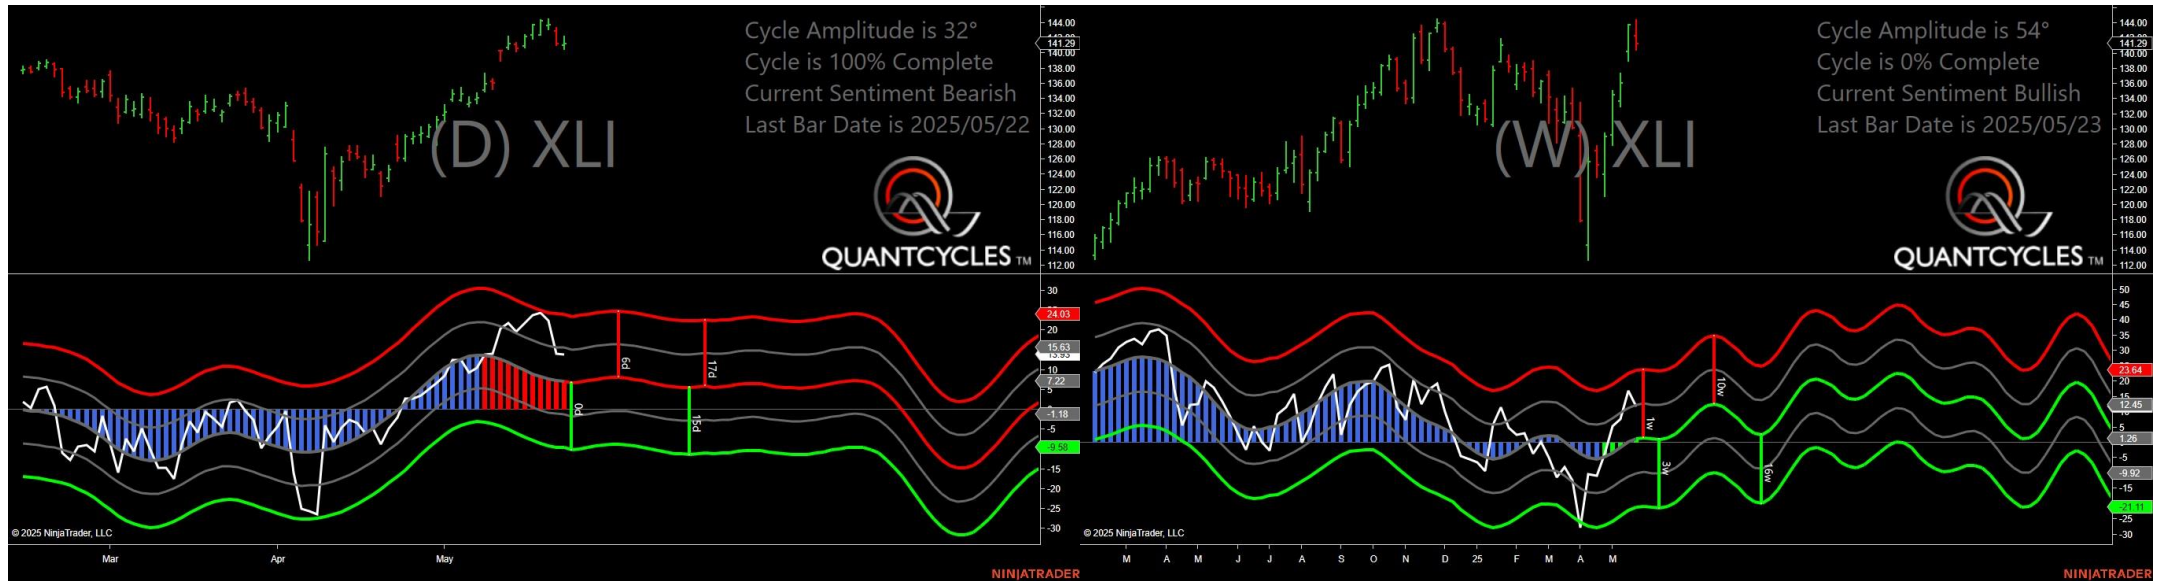 Cycle Amplitude is 32°
Cycle is 100% Complete
Current Sentiment Bearish
Last Bar Date is 2025/05/22
(D) XLI
QUANTCYCLES TM
144.00
141.29
140.00
138.00
136.00
134.00
132.00
130.00
128.00
126.00
124.00
122.00
120.00
118.00
116.00
114.00
112.00
30
24.03
20
15.63
13.93
10
7.22
-1.18
-5
-9.58
-15
-20
-25
-30
6d
17d
0d
15d
© 2025 NinjaTrader, LLC
Mar
Apr
May
NINJATRADER
Cycle Amplitude is 54°
Cycle is 0% Complete
Current Sentiment Bullish
Last Bar Date is 2025/05/23
(W) XLI
QUANTCYCLES TM
144.00
141.29
140.00
138.00
136.00
134.00
132.00
130.00
128.00
126.00
124.00
122.00
120.00
118.00
116.00
114.00
112.00
50
45
40
35
30
23.64
20
15
12.45
5
1.26
-5
-9.92
-15
-21.11
-25
-30
1w
10w
3w
16w
© 2025 NinjaTrader, LLC
M
A
M
J
J
A
S
O
N
D
25
F
M
A
M
NINJATRADER